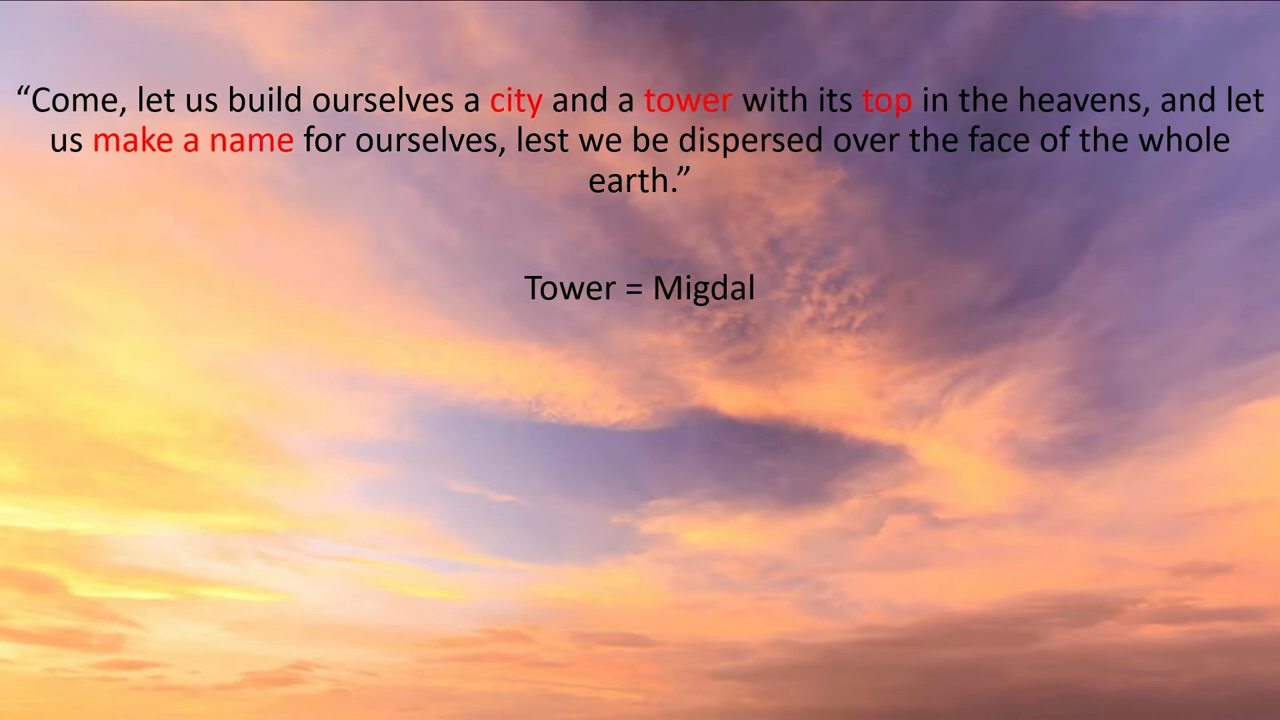 “Come, let us build ourselves a city and a tower with its top in the heavens, and let
us make a name for ourselves, lest we be dispersed over the face of the whole
earth.”
Tower = Migdal